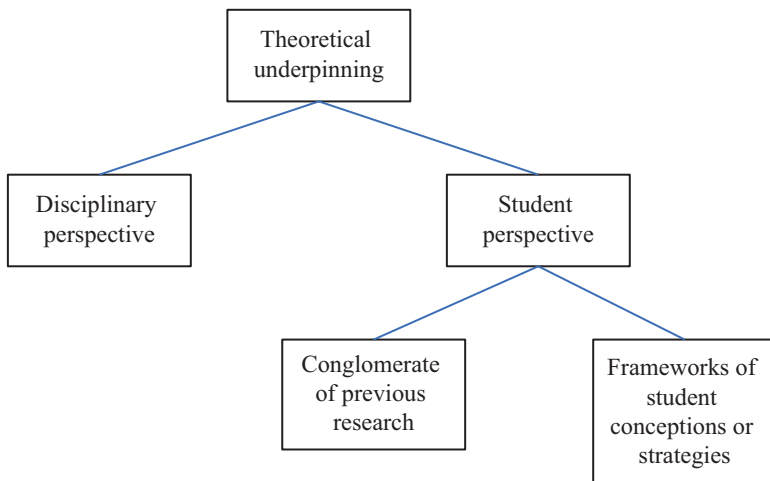 Theoretical
underpinning
Disciplinary
perspective
Student
perspective
Conglomerate
of previous
research
Frameworks of
student
conceptions or
strategies